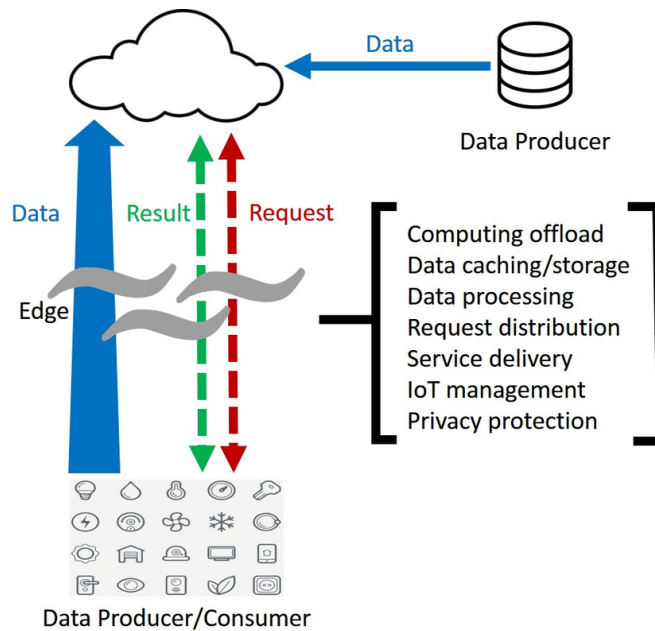 Data
Data Producer
Data
Result
Request
Edge
Computing offload
Data caching/storage
Data processing
Request distribution
Service delivery
IoT management
Privacy protection
Data Producer/Consumer